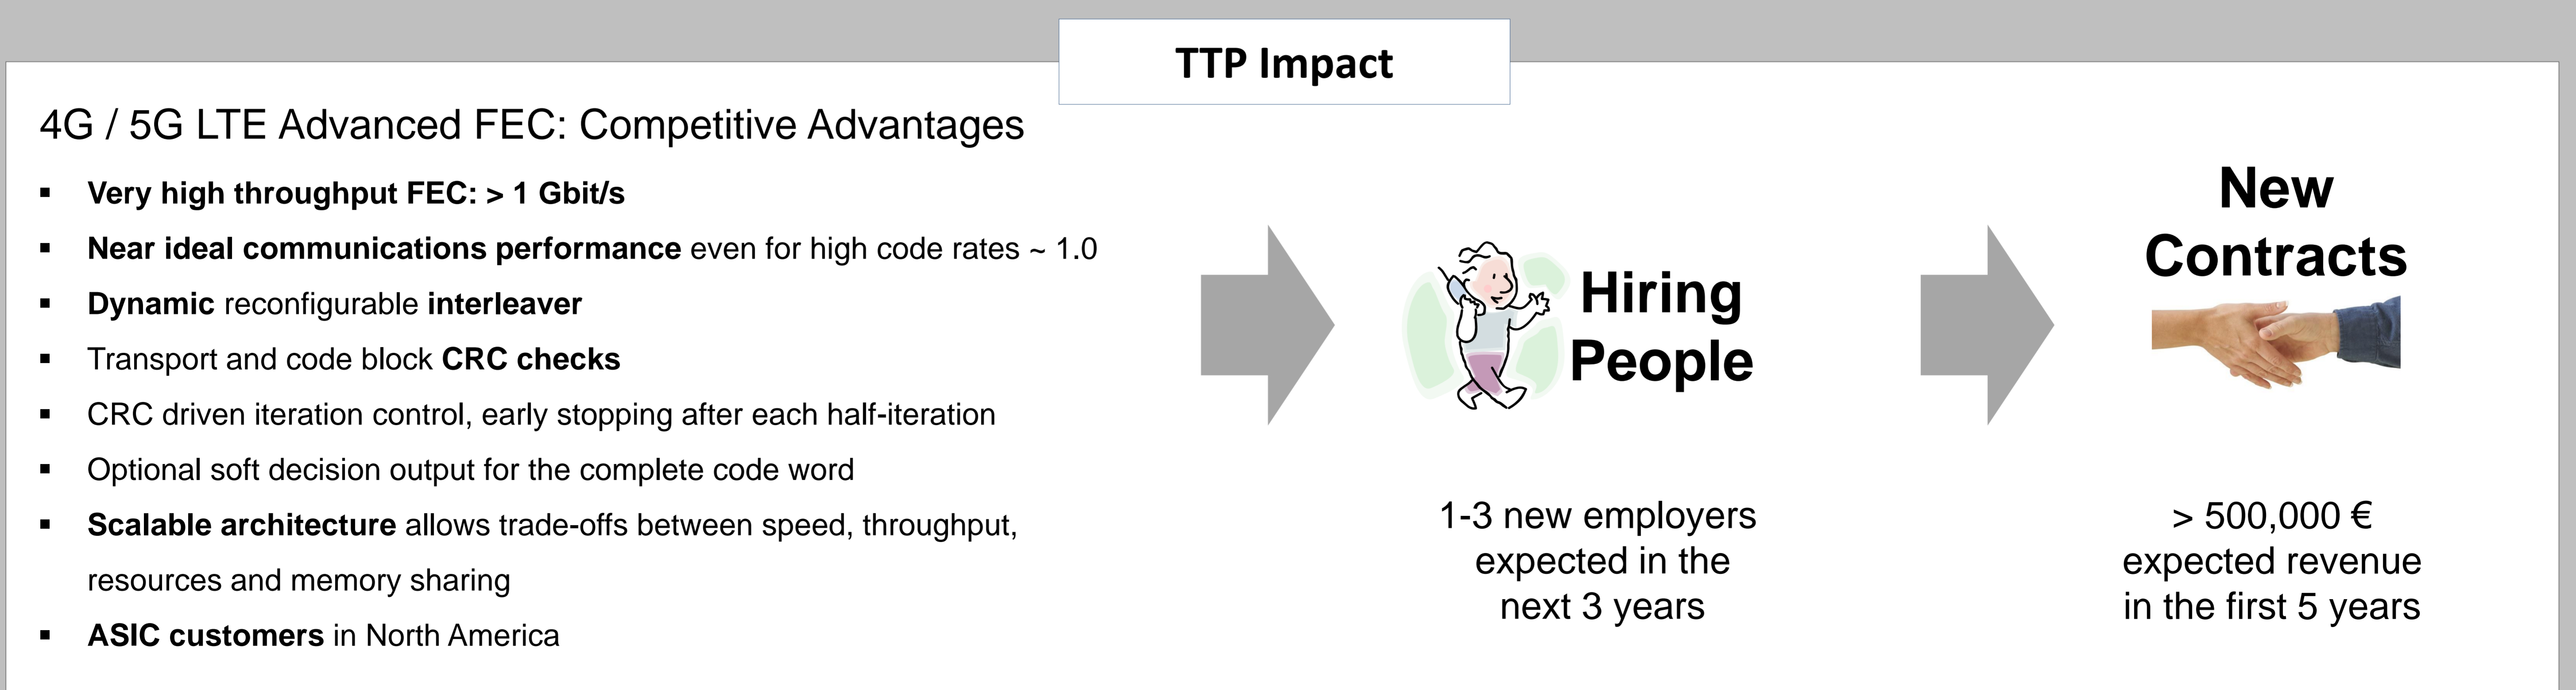 TTP Impact
4G / 5G LTE Advanced FEC: Competitive Advantages
▪ Very high throughput FEC: > 1 Gbit/s
▪ Near ideal communications performance even for high code rates ~ 1.0
▪ Dynamic reconfigurable interleaver
▪ Transport and code block CRC checks
▪ CRC driven iteration control, early stopping after each half-iteration
▪ Optional soft decision output for the complete code word
▪ Scalable architecture allows trade-offs between speed, throughput,
resources and memory sharing
▪ ASIC customers in North America
Hiring
People
1-3 new employers
expected in the
next 3 years
New
Contracts
> 500,000 €
expected revenue
in the first 5 years